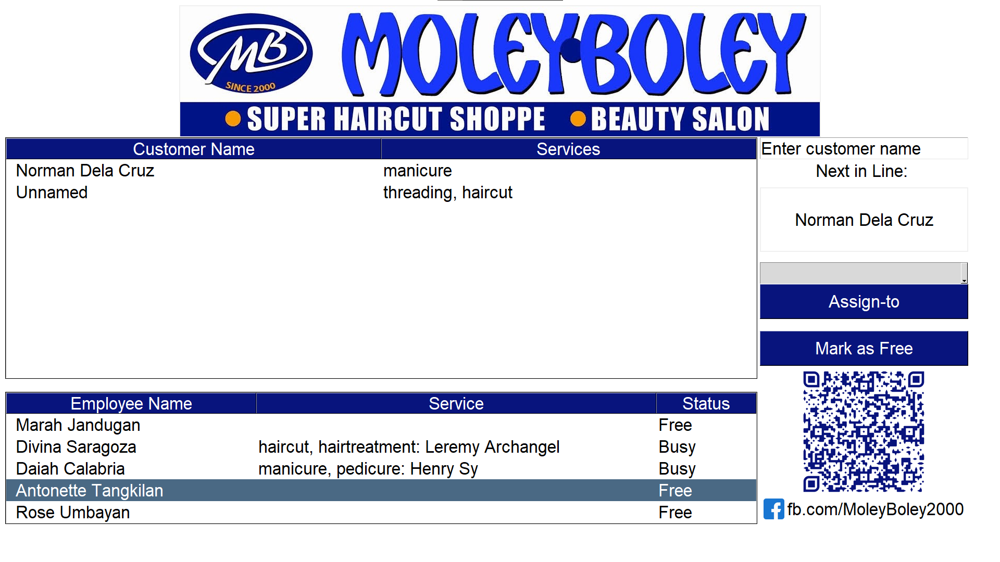 MB
SINCE 2000
MOLEYBOLEY
SUPER HAIRCUT SHOPPE BEAUTY SALON
Customer Name Services
Norman Dela Cruz manicure
Unnamed threading, haircut
Enter customer name
Next in Line:
Norman Dela Cruz
Assign-to
Mark as Free
Employee Name Service Status
Marah Jandugan Free
Divina Saragoza haircut, hairtreatment: Leremy Archangel Busy
Daiah Calabria manicure, pedicure: Henry Sy Busy
Antonette Tangkilan Free
Rose Umbayan Free
fb.com/MoleyBoley2000